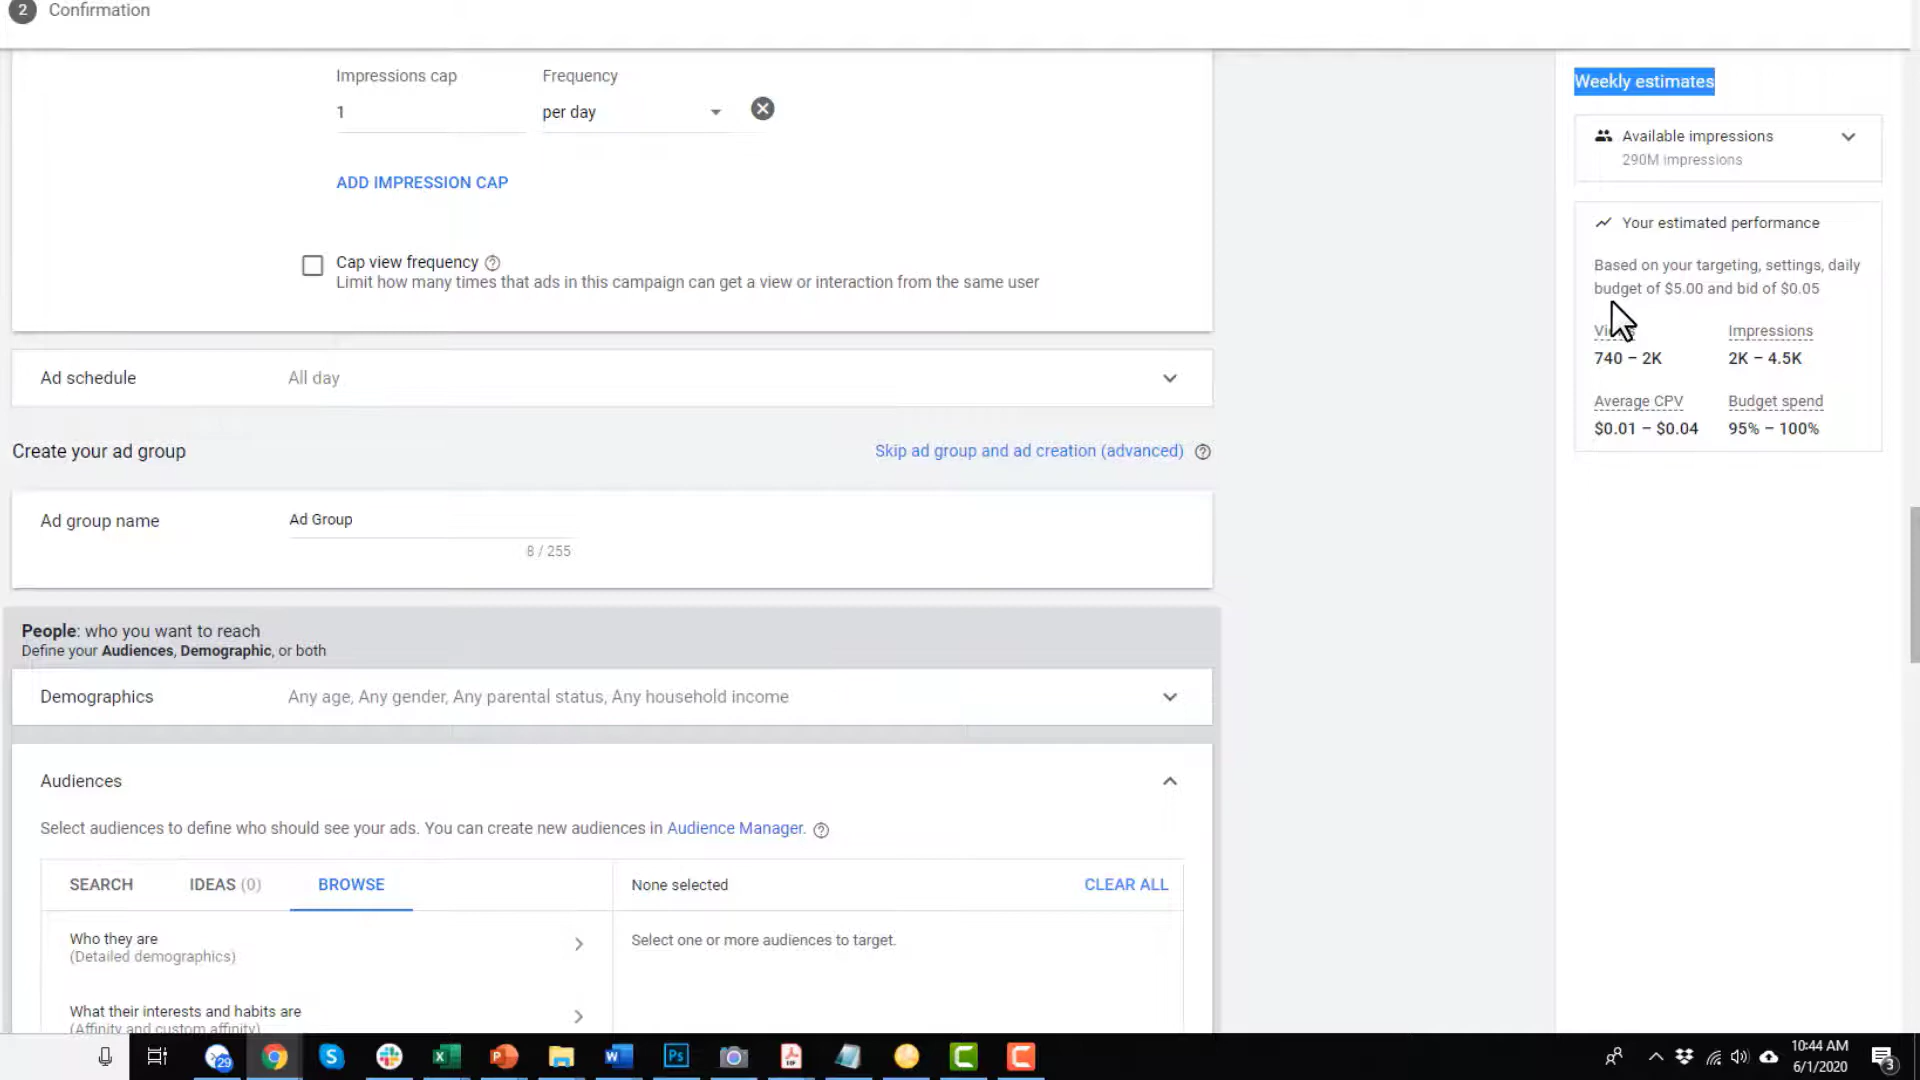 2 Confirmation
Impressions cap
Frequency
1
per day
ADD IMPRESSION CAP
Cap view frequency
Limit how many times that ads in this campaign can get a view or interaction from the same user
Ad schedule
All day
Create your ad group
Skip ad group and ad creation (advanced)
Ad group name
Ad Group
8 / 255
People: who you want to reach
Define your Audiences, Demographic, or both
Demographics
Any age, Any gender, Any parental status, Any household income
Audiences
Select audiences to define who should see your ads. You can create new audiences in Audience Manager.
SEARCH
IDEAS (0)
BROWSE
None selected
CLEAR ALL
Who they are
(Detailed demographics)
Select one or more audiences to target.
What their interests and habits are
(Affinity and custom affinity)
Weekly estimates
Available impressions
290M impressions
Your estimated performance
Based on your targeting, settings, daily
budget of $5.00 and bid of $0.05
Impressions
740 – 2K
2K – 4.5K
Average CPV
Budget spend
$0.01 – $0.04
95% – 100%
29
Ps
10:44 AM
6/1/2020
3